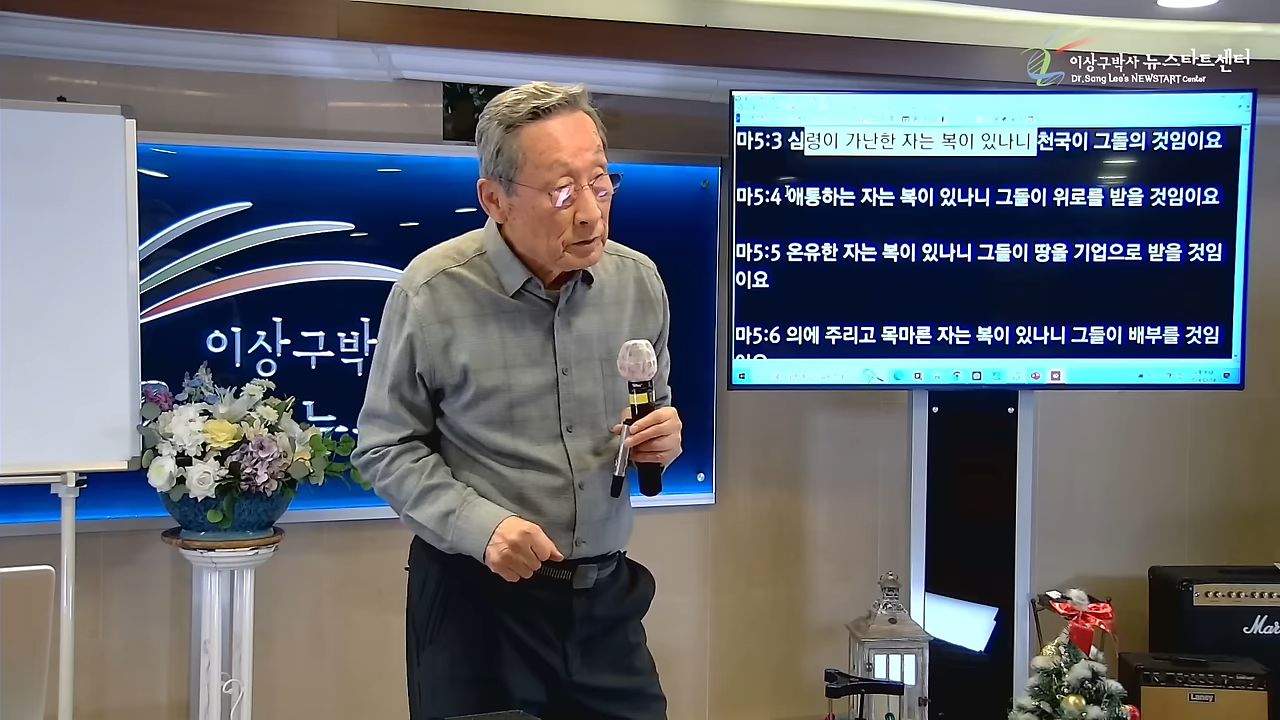 이상구박사 뉴스타트센터
Dr. Sang Lee's NEWSTART Center
마5:3 심령이 가난한 자는 복이 있나니 천국이 그들의 것임이요
마5:4 애통하는 자는 복이 있나니 그들이 위로를 받을 것임이요
마5:5 온유한 자는 복이 있나니 그들이 땅을 기업으로 받을 것임
이요
마5:6 의에 주리고 목마른 자는 복이 있나니 그들이 배부를 것임
이상구박
Mar
Laney